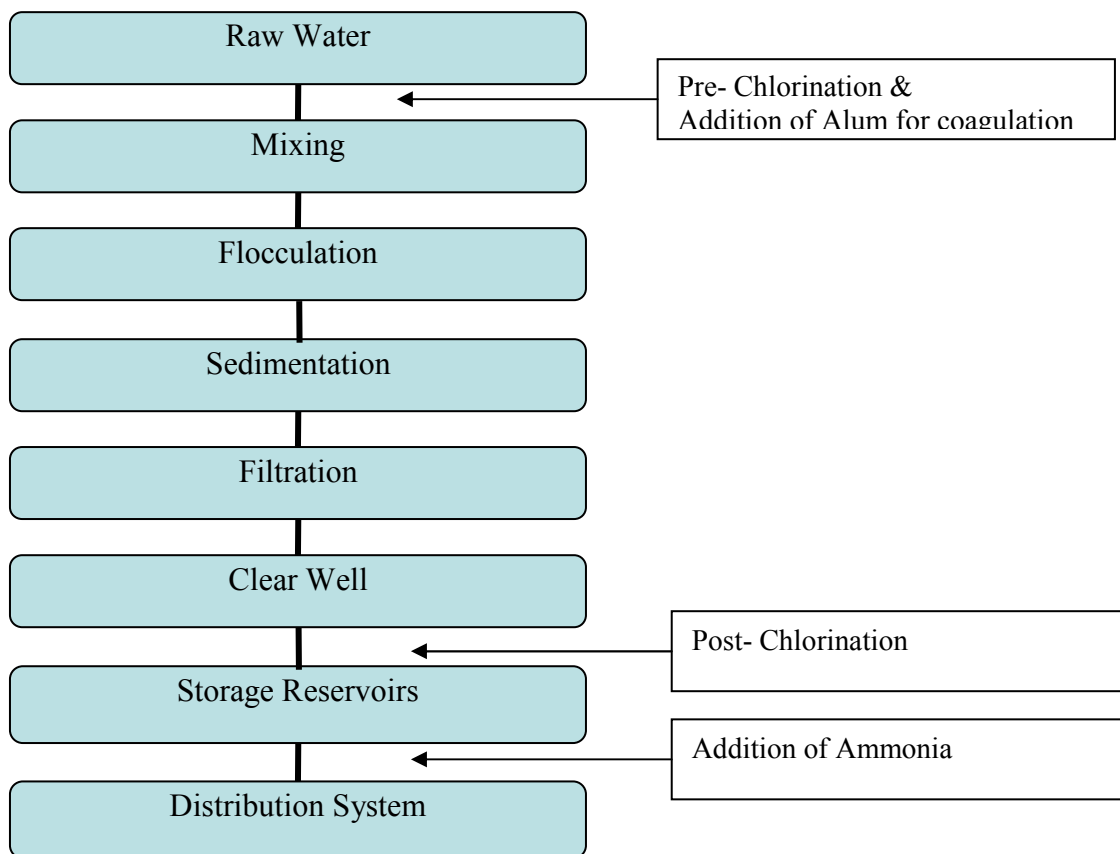 Raw Water
Pre- Chlorination &
Addition of Alum for coagulation
Mixing
Flocculation
Sedimentation
Filtration
Clear Well
Post- Chlorination
Storage Reservoirs
Addition of Ammonia
Distribution System